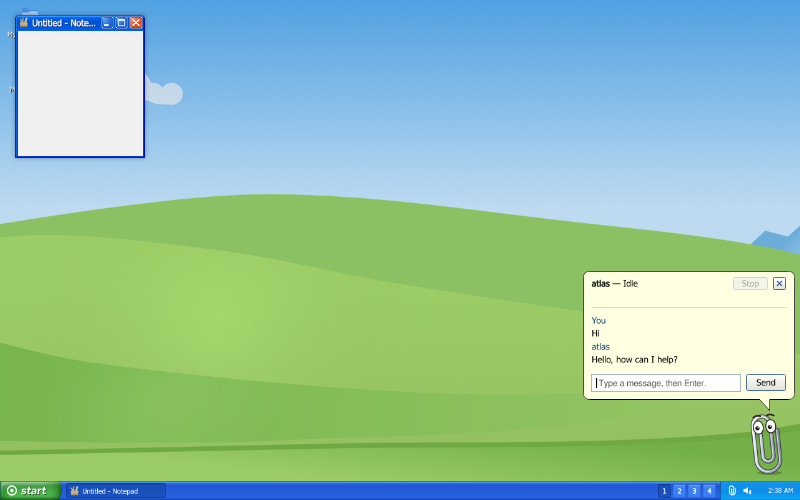 Untitled - Note...
atlas — Idle
Stop
You
Hi
atlas
Hello, how can I help?
Type a message, then Enter.
Send
start
Untitled - Notepad
1 2 3 4
2:38 AM